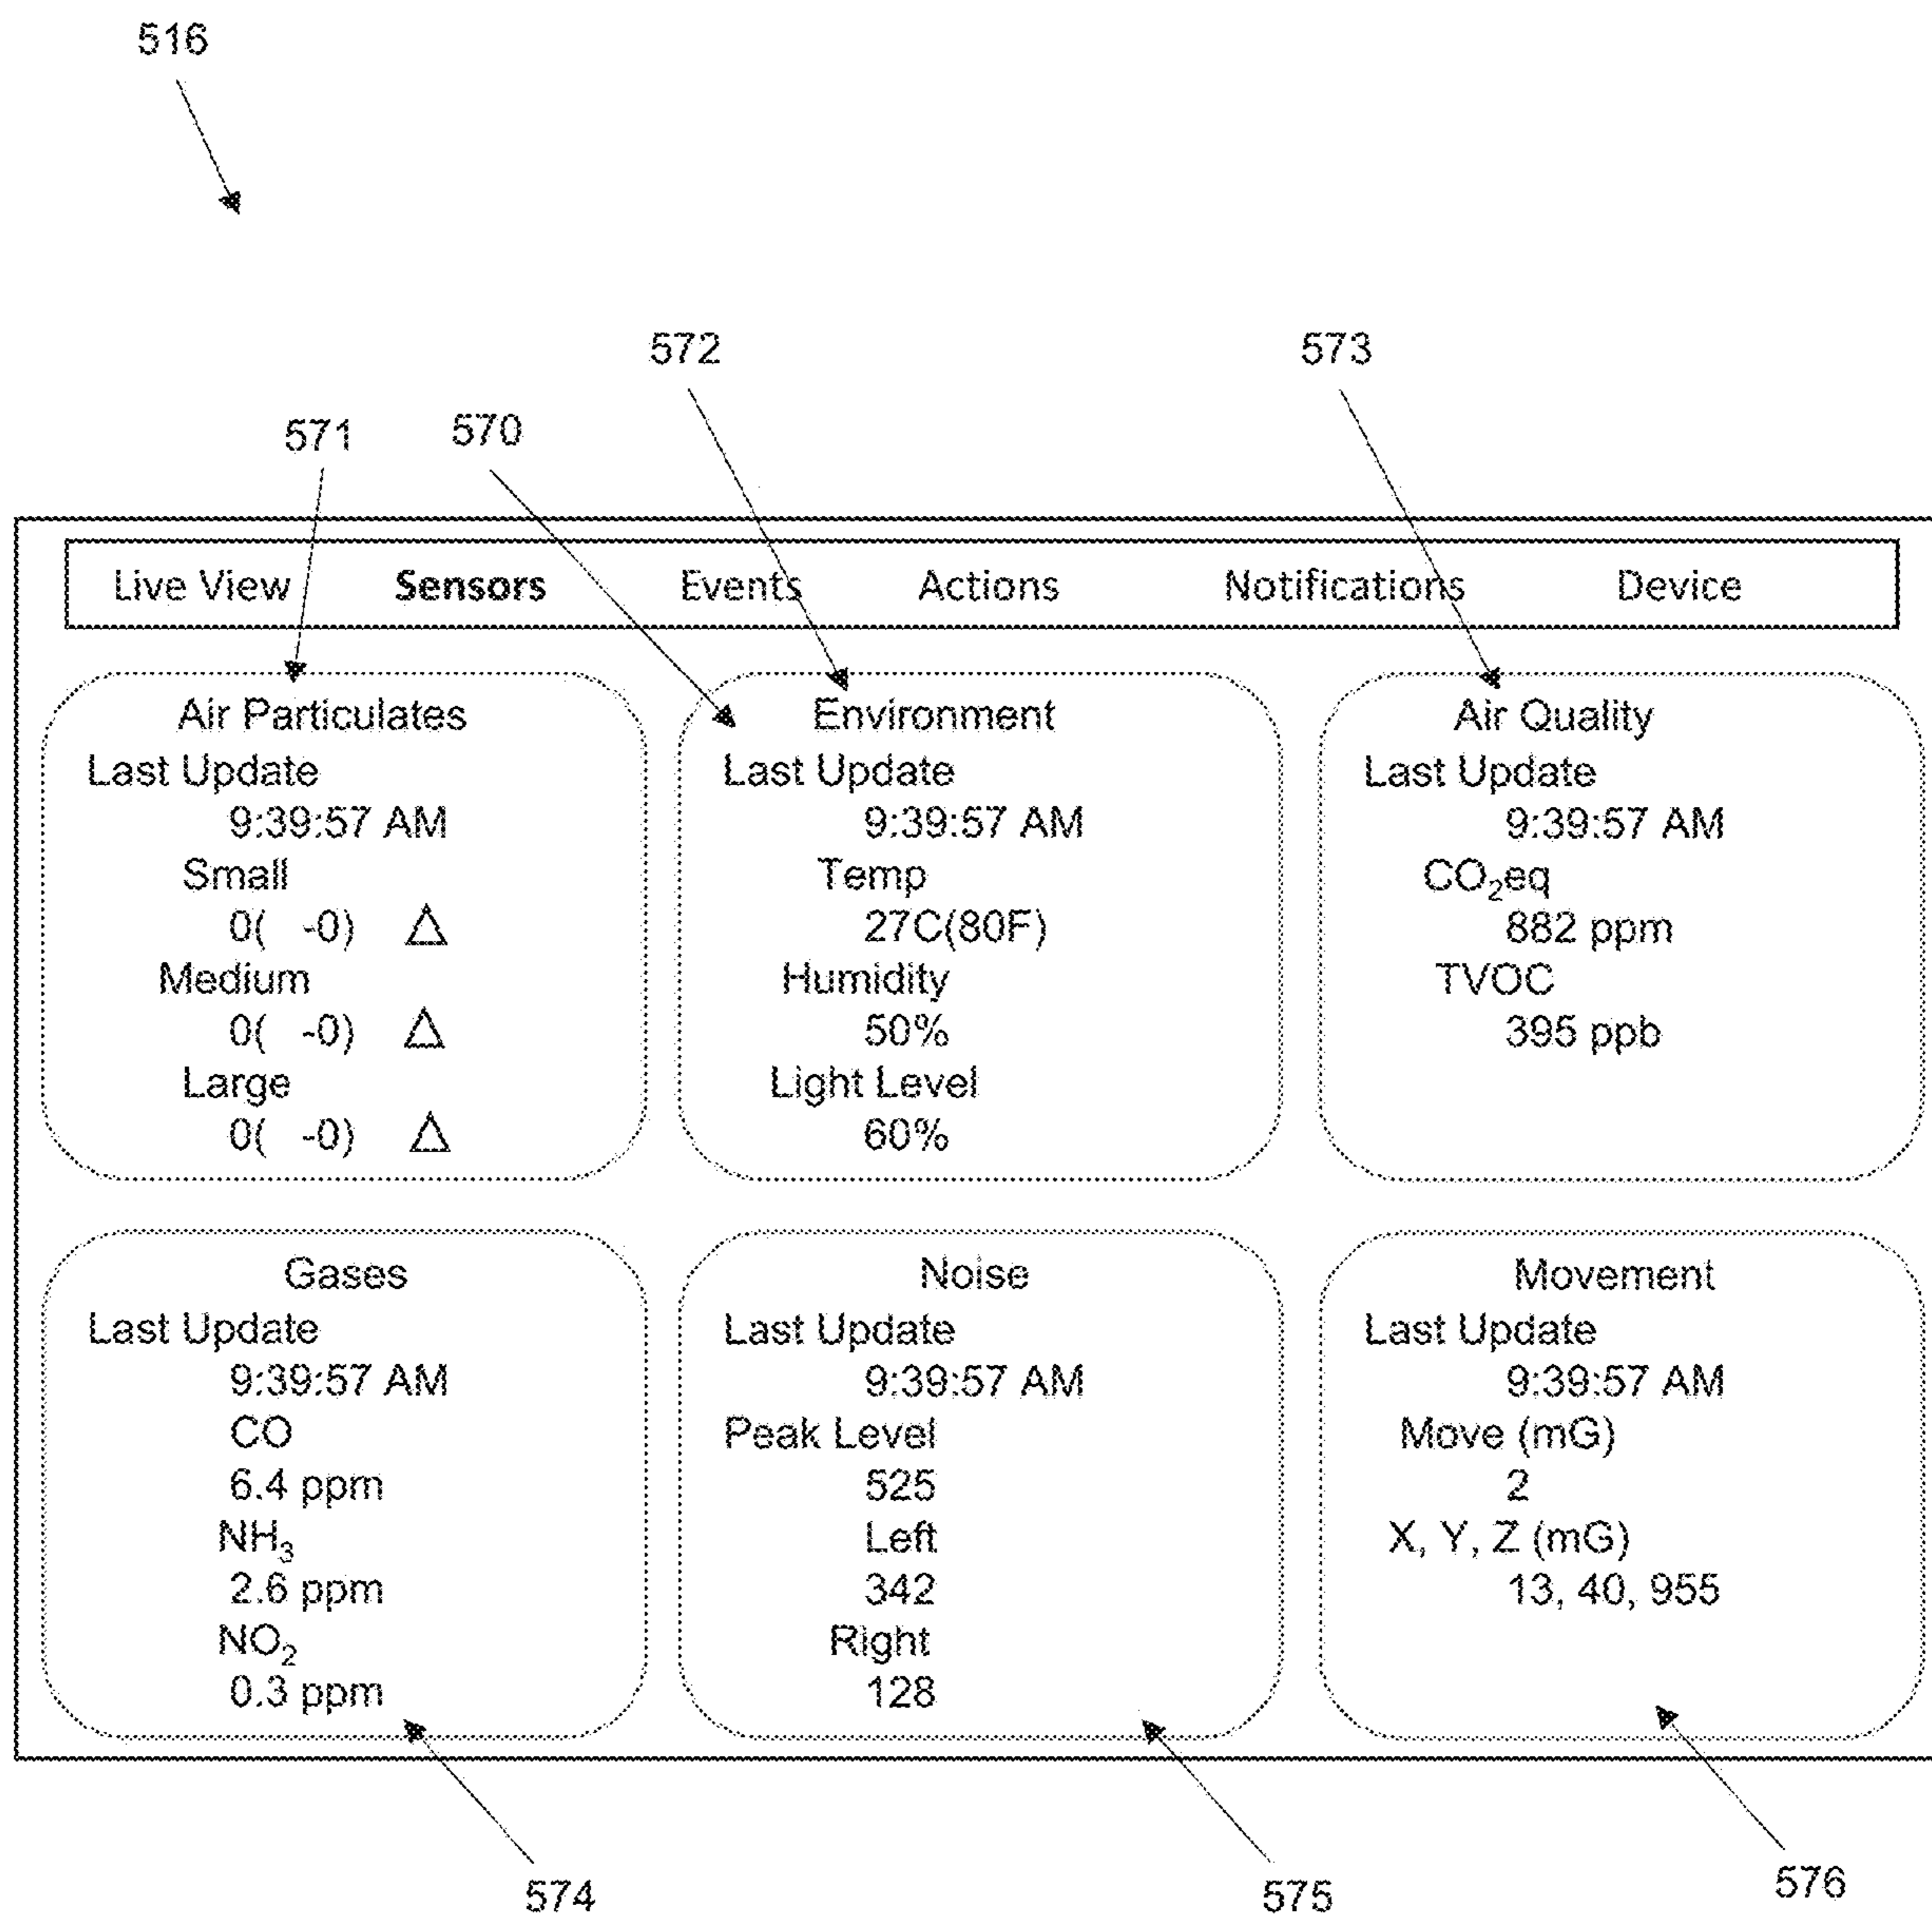 516
572
573
571
570
Live View Sensors Events Actions Notifications Device
Air Particulates
Last Update
9:39:57 AM
Small
0( -0) △
Medium
0( -0) △
Large
0( -0) △
Environment
Last Update
9:39:57 AM
Temp
27C(80F)
Humidity
50%
Light Level
60%
Air Quality
Last Update
9:39:57 AM
CO₂eq
882 ppm
TVOC
395 ppb
Gases
Last Update
9:39:57 AM
CO
6.4 ppm
NH₃
2.6 ppm
NO₂
0.3 ppm
Noise
Last Update
9:39:57 AM
Peak Level
525
Left
342
Right
128
Movement
Last Update
9:39:57 AM
Move (mG)
2
X, Y, Z (mG)
13, 40, 955
574
575
576